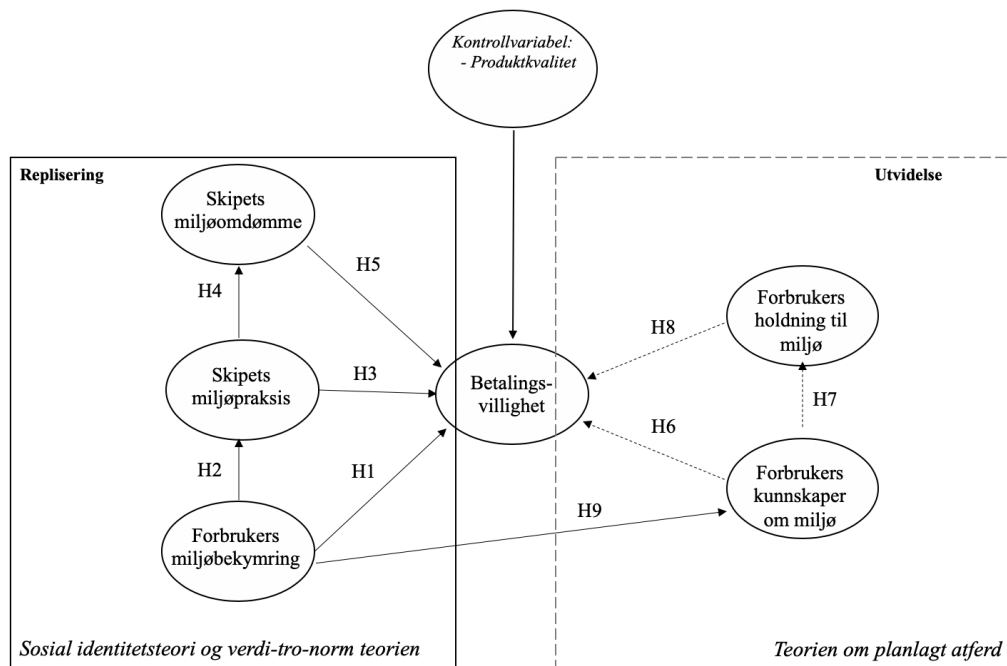 Kontrollvariabel:
- Produktkvalitet
Replisering
Utvidelse
Skipets
miljøomdømme
H5
H4
Forbrukers
holdning til
miljø
H8
Skipets
miljøpraksis
H3
Betalings-
villighet
H7
H6
H2
H1
Forbrukers
kunnskaper
om miljø
H9
Forbrukers
miljøbekymring
Sosial identitetsteori og verdi-tro-norm teorien
Teorien om planlagt atferd